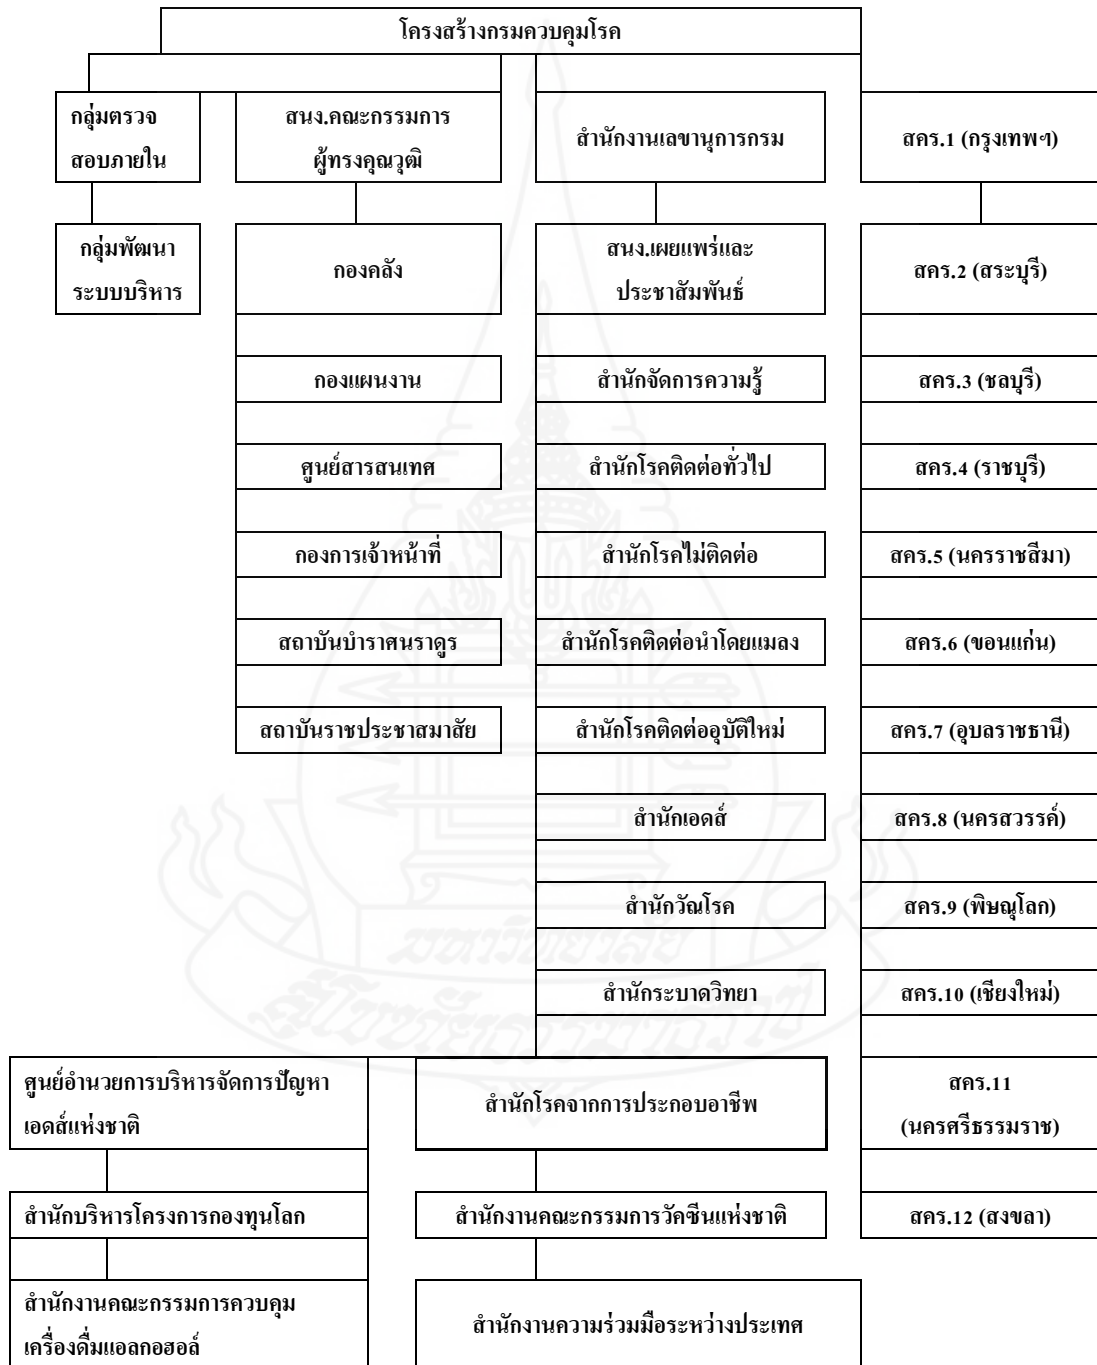 โครงสร้างกรมควบคุมโรค
กลุ่มตรวจ
สอบภายใน
สนง.คณะกรรมการ
ผู้ทรงคุณวุฒิ
สำนักงานเลขานุการกรม
สคร.1 (กรุงเทพฯ)
กลุ่มพัฒนา
ระบบบริหาร
กองคลัง
สนง.เผยแพร่และ
ประชาสัมพันธ์
สคร.2 (สระบุรี)
กองแผนงาน
สำนักจัดการความรู้
สคร.3 (ชลบุรี)
ศูนย์สารสนเทศ
สำนักโรคติดต่อทั่วไป
สคร.4 (ราชบุรี)
กองการเจ้าหน้าที่
สำนักโรคไม่ติดต่อ
สคร.5 (นครราชสีมา)
สถาบันบำราศนราดูร
สำนักโรคติดต่อนำโดยแมลง
สคร.6 (ขอนแก่น)
สถาบันราชประชาสมาสัย
สำนักโรคติดต่ออุบัติใหม่
สคร.7 (อุบลราชธานี)
สำนักเอดส์
สคร.8 (นครสวรรค์)
สำนักวัณโรค
สคร.9 (พิษณุโลก)
มหาวิทยาลัย
สำนักระบาดวิทยา
สคร.10 (เชียงใหม่)
สุโขทัยธรรมาธิราช
ศูนย์อำนวยการบริหารจัดการปัญหา
เอดส์แห่งชาติ
สำนักโรคจากการประกอบอาชีพ
สคร.11
(นครศรีธรรมราช)
สำนักบริหารโครงการกองทุนโลก
สำนักงานคณะกรรมการวัคซีนแห่งชาติ
สคร.12 (สงขลา)
สำนักงานคณะกรรมการควบคุม
เครื่องดื่มแอลกอฮอล์
สำนักงานความร่วมมือระหว่างประเทศ